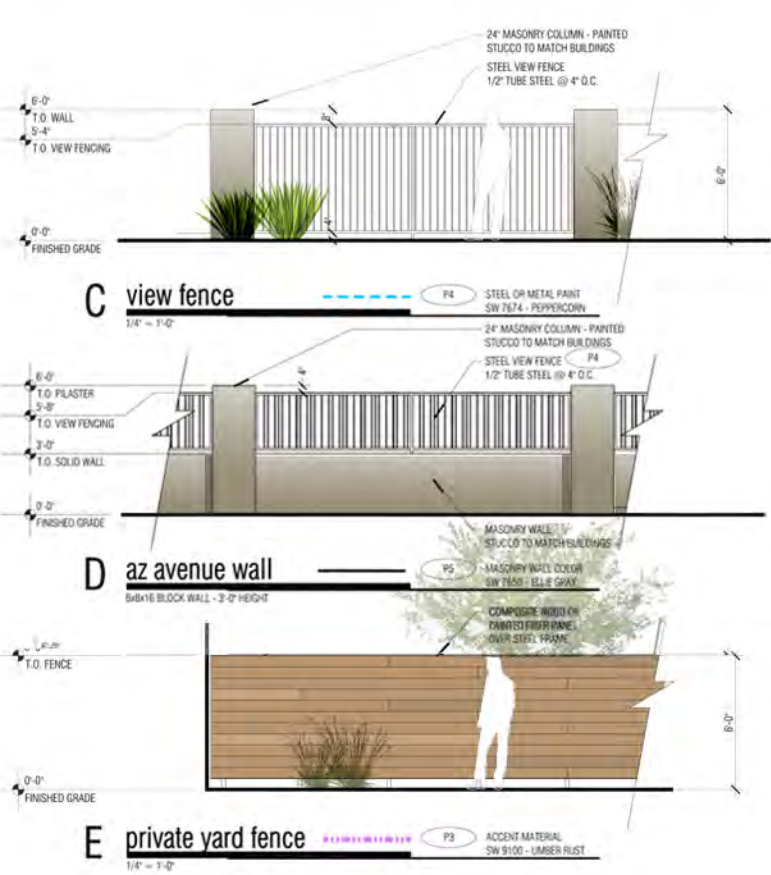 24" MASONRY COLUMN - PAINTED
STUCCO TO MATCH BUILDINGS
STEEL VIEW FENCE
1/2" TUBE STEEL @ 4" O.C.
6'-0"
T.O. WALL
5'-4"
T.O. VIEW FENCING
8"
4"
6'-0"
0'-0"
FINISHED GRADE
C view fence
P4
STEEL OR METAL PAINT
SW 7674 - PEPPERCORN
1/4" = 1'-0"
24" MASONRY COLUMN - PAINTED
STUCCO TO MATCH BUILDINGS
STEEL VIEW FENCE P4
1/2" TUBE STEEL @ 4" O.C.
4"
6'-0"
T.O. PILASTER
5'-8"
T.O. VIEW FENCING
3'-0"
T.O. SOLID WALL
0'-0"
FINISHED GRADE
MASONRY WALL
STUCCO TO MATCH BUILDINGS
D az avenue wall
P5
MASONRY WALL COLOR
SW 7650 - ELLIE GRAY
8x8x16 BLOCK WALL - 3'-0" HEIGHT
COMPOSITE WOOD OR
PAINTED FIBER PANEL
OVER STEEL FRAME
T.O. FENCE
6'-0"
0'-0"
FINISHED GRADE
E private yard fence
P3
ACCENT MATERIAL
SW 9100 - UMBER RUST
1/4" = 1'-0"